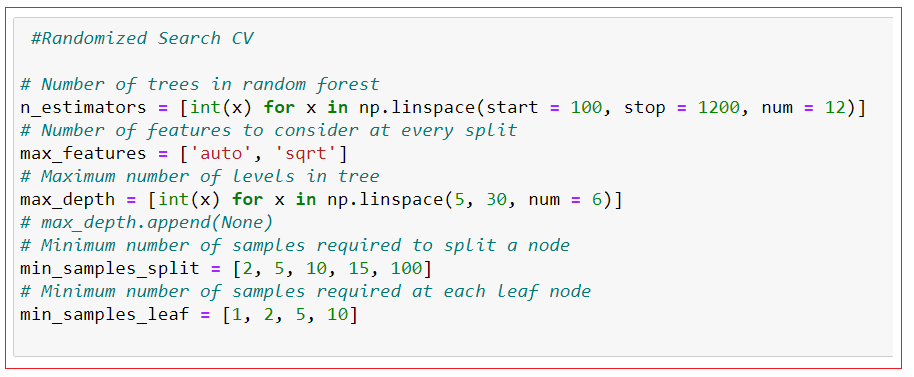 #Randomized Search CV
# Number of trees in random forest
n_estimators = [int(x) for x in np.linspace(start = 100, stop = 1200, num = 12)]
# Number of features to consider at every split
max_features = ['auto', 'sqrt']
# Maximum number of levels in tree
max_depth = [int(x) for x in np.linspace(5, 30, num = 6)]
# max_depth.append(None)
# Minimum number of samples required to split a node
min_samples_split = [2, 5, 10, 15, 100]
# Minimum number of samples required at each leaf node
min_samples_leaf = [1, 2, 5, 10]